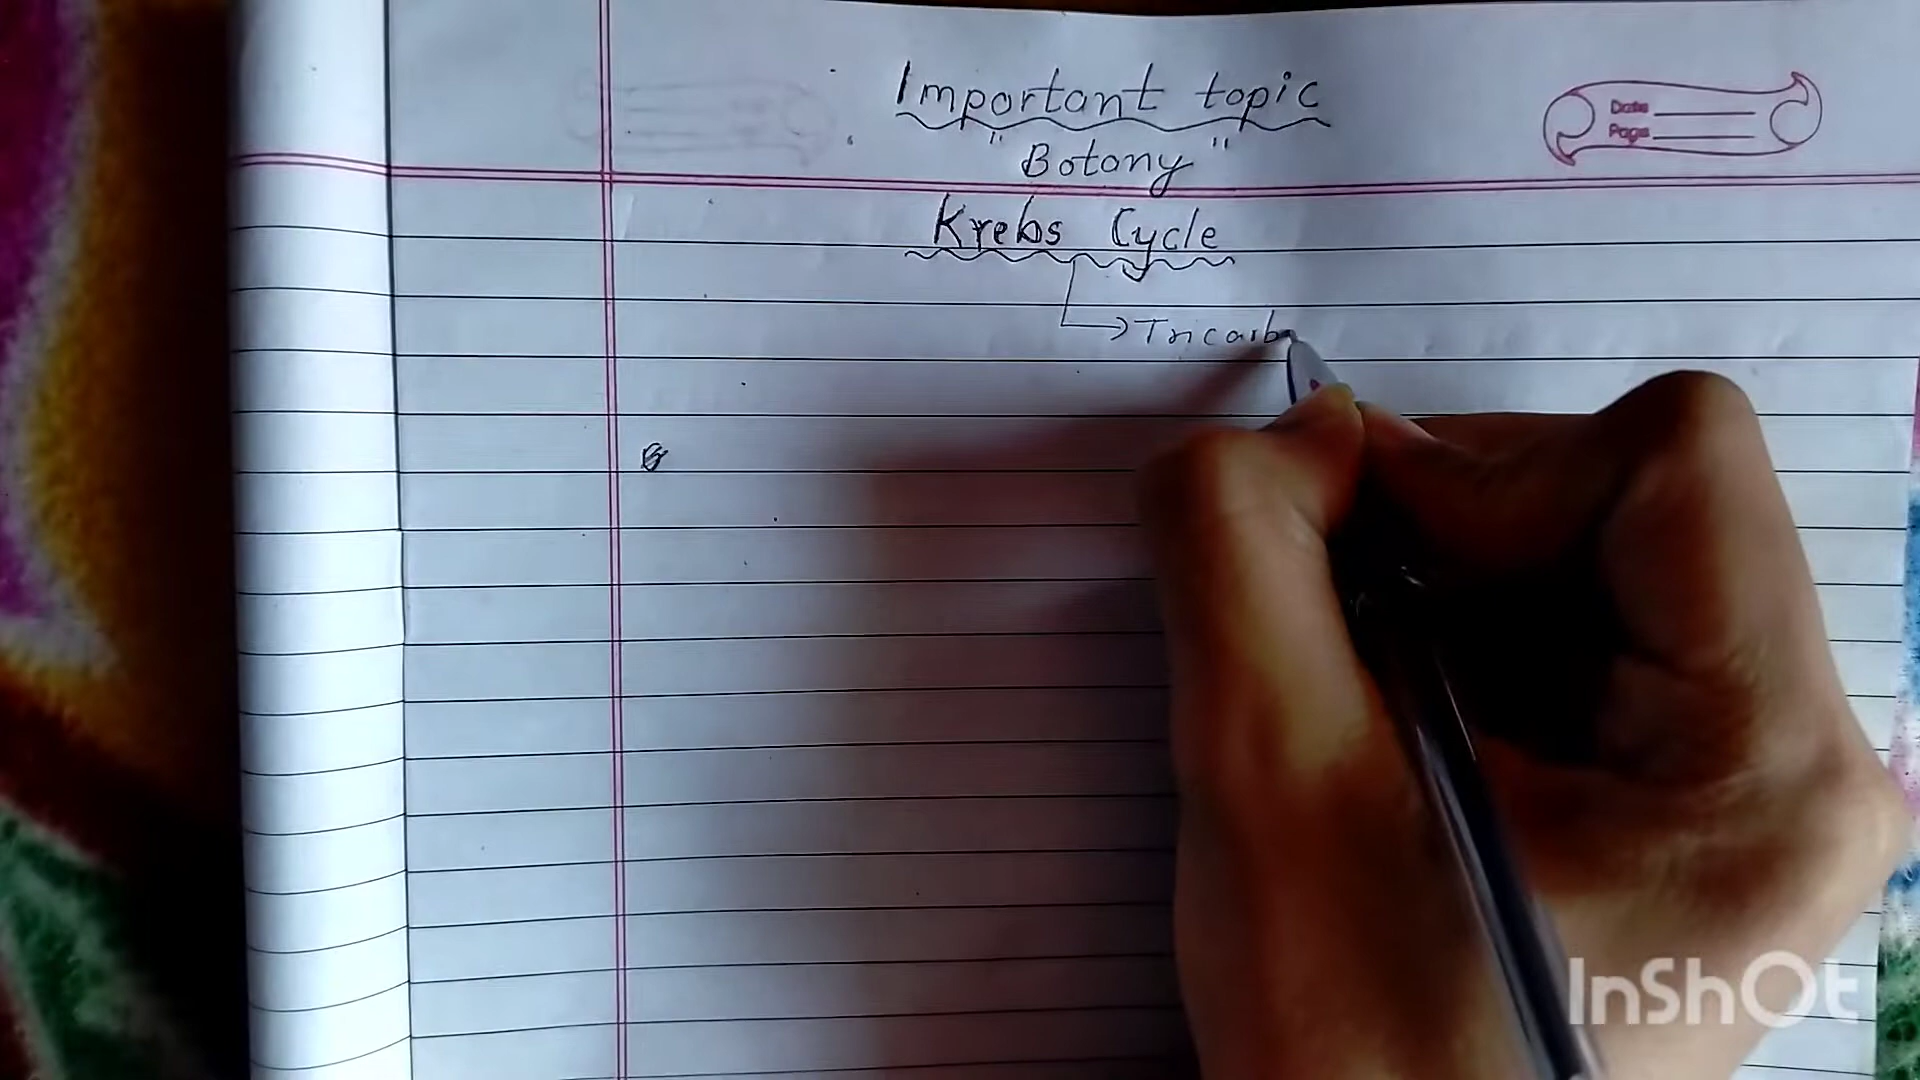 Important topic
"Botany"
Date
Page
Krebs Cycle
→Tricarb
InShOt